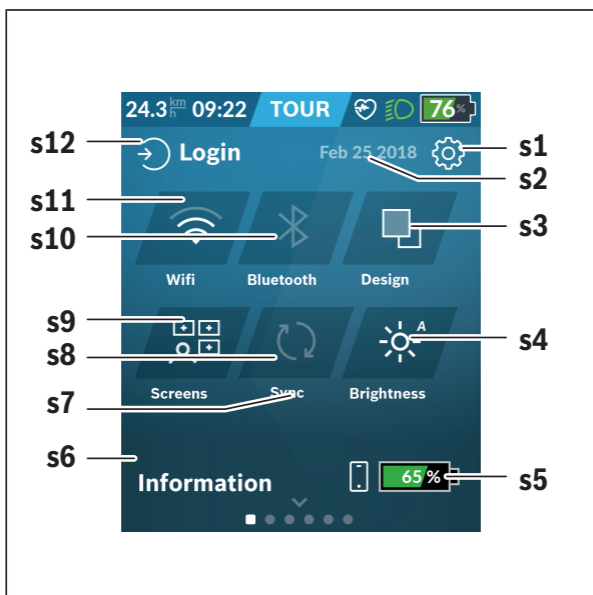 24.3 km/h 09:22 TOUR 76%
s12 Login Feb 25 2018 s1
s2
s11
s10 s3
Wifi Bluetooth Design
s9
s8 A s4
s7 Screens Sync Brightness
s6
Information 65% s5